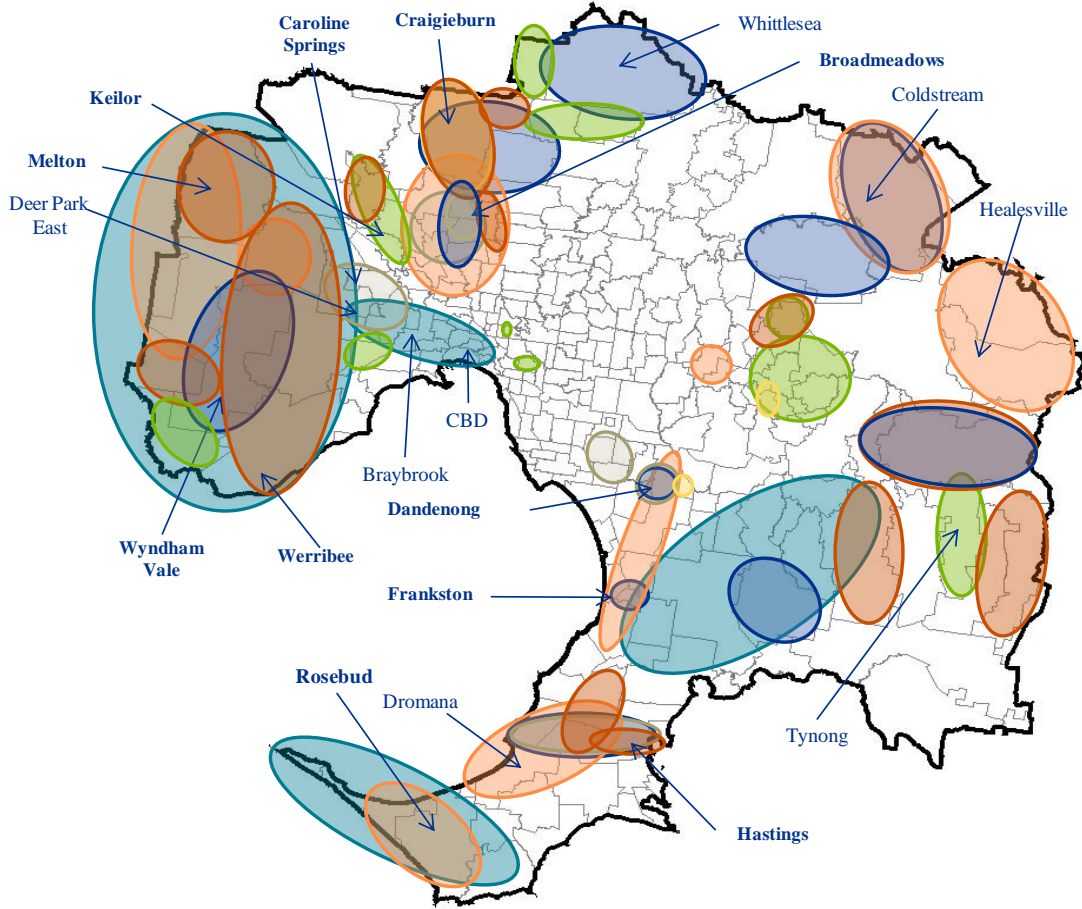 Caroline
Springs
Craigieburn
Whittlesea
Broadmeadows
Keilor
Coldstream
Melton
Deer Park
East
Healesville
CBD
Braybrook
Dandenong
Wyndham
Vale
Werribee
Frankston
Rosebud
Dromana
Tynong
Hastings